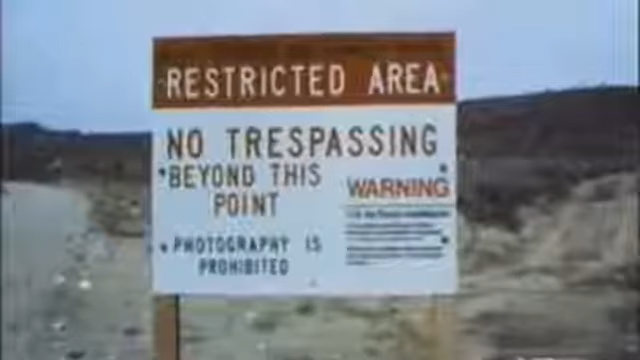 RESTRICTED AREA
NO TRESPASSING
BEYOND THIS
POINT
WARNING
PHOTOGRAPHY IS
PROHIBITED